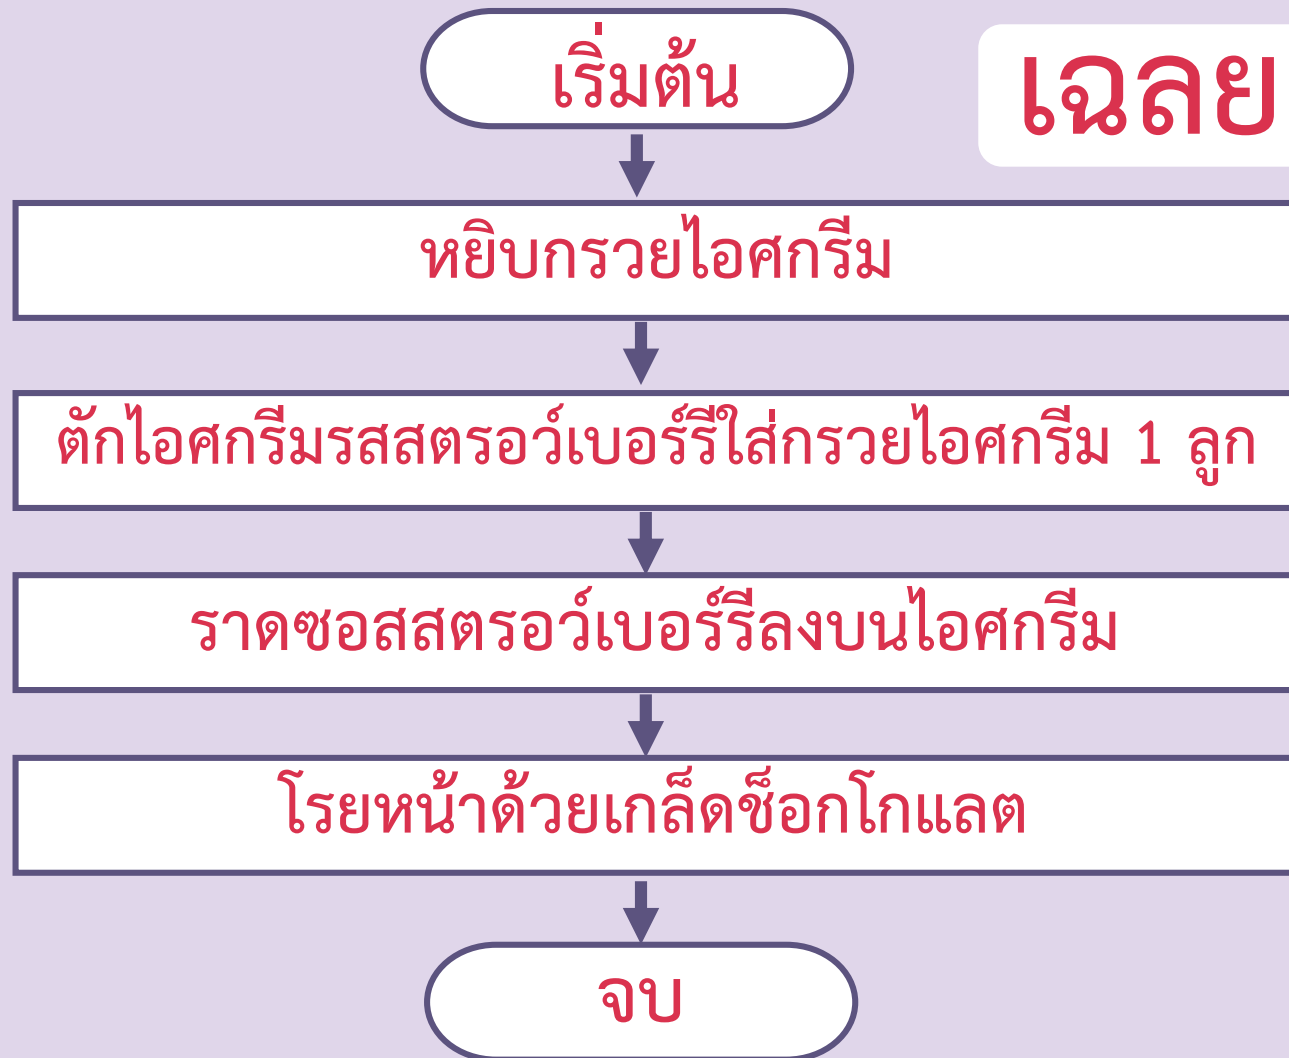 เริ่มต้น
เฉลย
หยิบกรวยไอศกรีม
ตักไอศกรีมรสสตรอว์เบอร์รีใส่กรวยไอศกรีม 1 ลูก
ราดซอสสตรอว์เบอร์รีลงบนไอศกรีม
โรยหน้าด้วยเกล็ดช็อกโกแลต
จบ